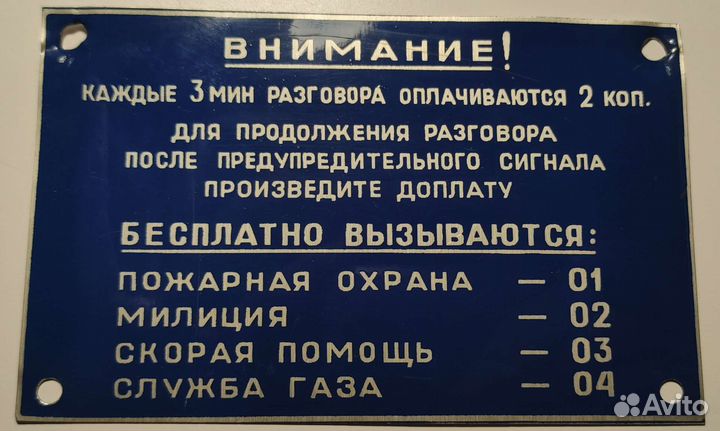 ВНИМАНИЕ!
КАЖДЫЕ 3 МИН РАЗГОВОРА ОПЛАЧИВАЮТСЯ 2 КОП.
ДЛЯ ПРОДОЛЖЕНИЯ РАЗГОВОРА
ПОСЛЕ ПРЕДУПРЕДИТЕЛЬНОГО СИГНАЛА
ПРОИЗВЕДИТЕ ДОПЛАТУ
БЕСПЛАТНО ВЫЗЫВАЮТСЯ:
ПОЖАРНАЯ ОХРАНА — 01
МИЛИЦИЯ — 02
СКОРАЯ ПОМОЩЬ — 03
СЛУЖБА ГАЗА — 04
Avito